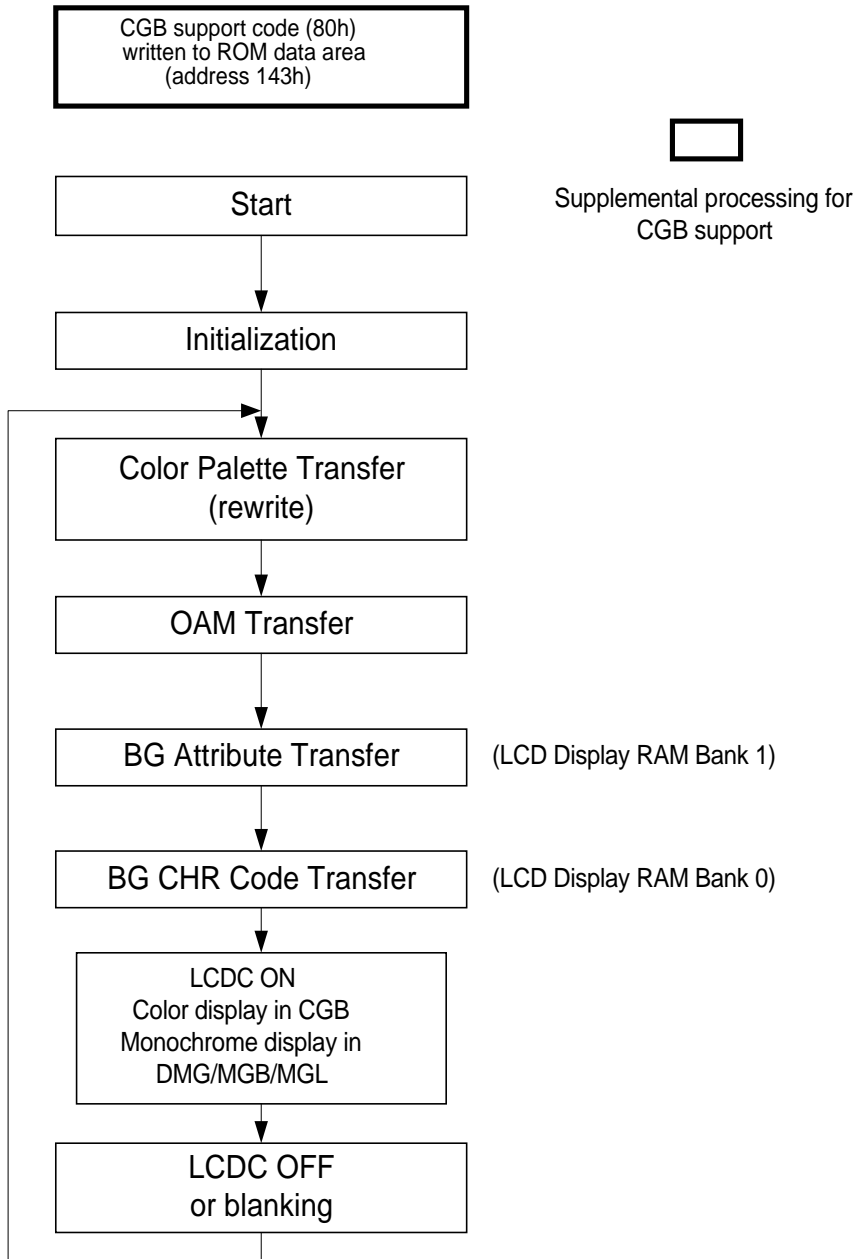 CGB support code (80h)
written to ROM data area
(address 143h)
Supplemental processing for
CGB support
Start
Initialization
Color Palette Transfer
(rewrite)
OAM Transfer
BG Attribute Transfer
(LCD Display RAM Bank 1)
BG CHR Code Transfer
(LCD Display RAM Bank 0)
LCDC ON
Color display in CGB
Monochrome display in
DMG/MGB/MGL
LCDC OFF
or blanking